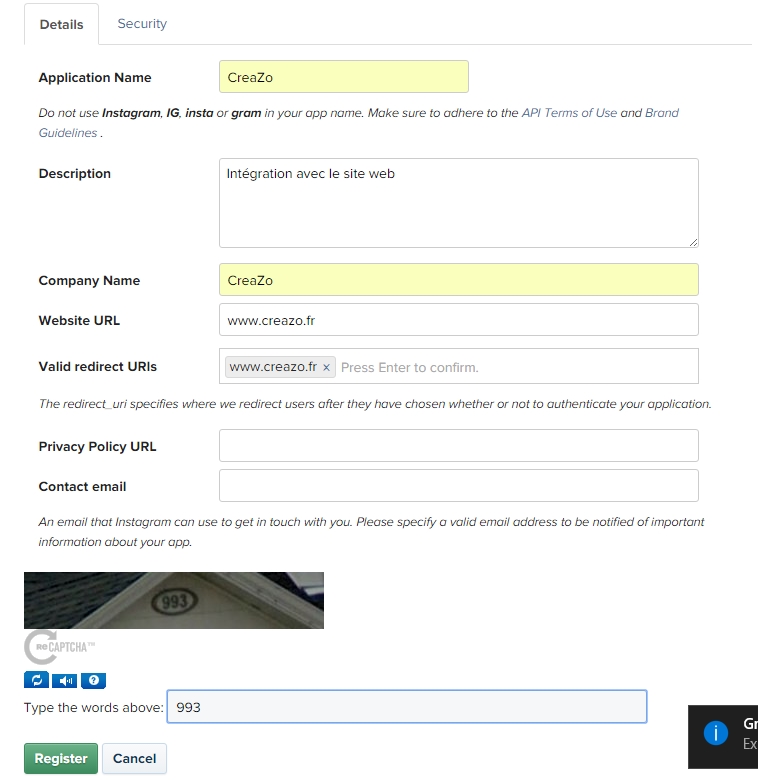 Details Security
Application Name CreaZo
Do not use Instagram, IG, insta or gram in your app name. Make sure to adhere to the API Terms of Use and Brand
Guidelines .
Description Intégration avec le site web
Company Name CreaZo
Website URL www.creazo.fr
Valid redirect URIs www.creazo.fr × Press Enter to confirm.
The redirect_uri specifies where we redirect users after they have chosen whether or not to authenticate your application.
Privacy Policy URL
Contact email
An email that Instagram can use to get in touch with you. Please specify a valid email address to be notified of important
information about your app.
993
reCAPTCHA™
Type the words above: 993
Register Cancel